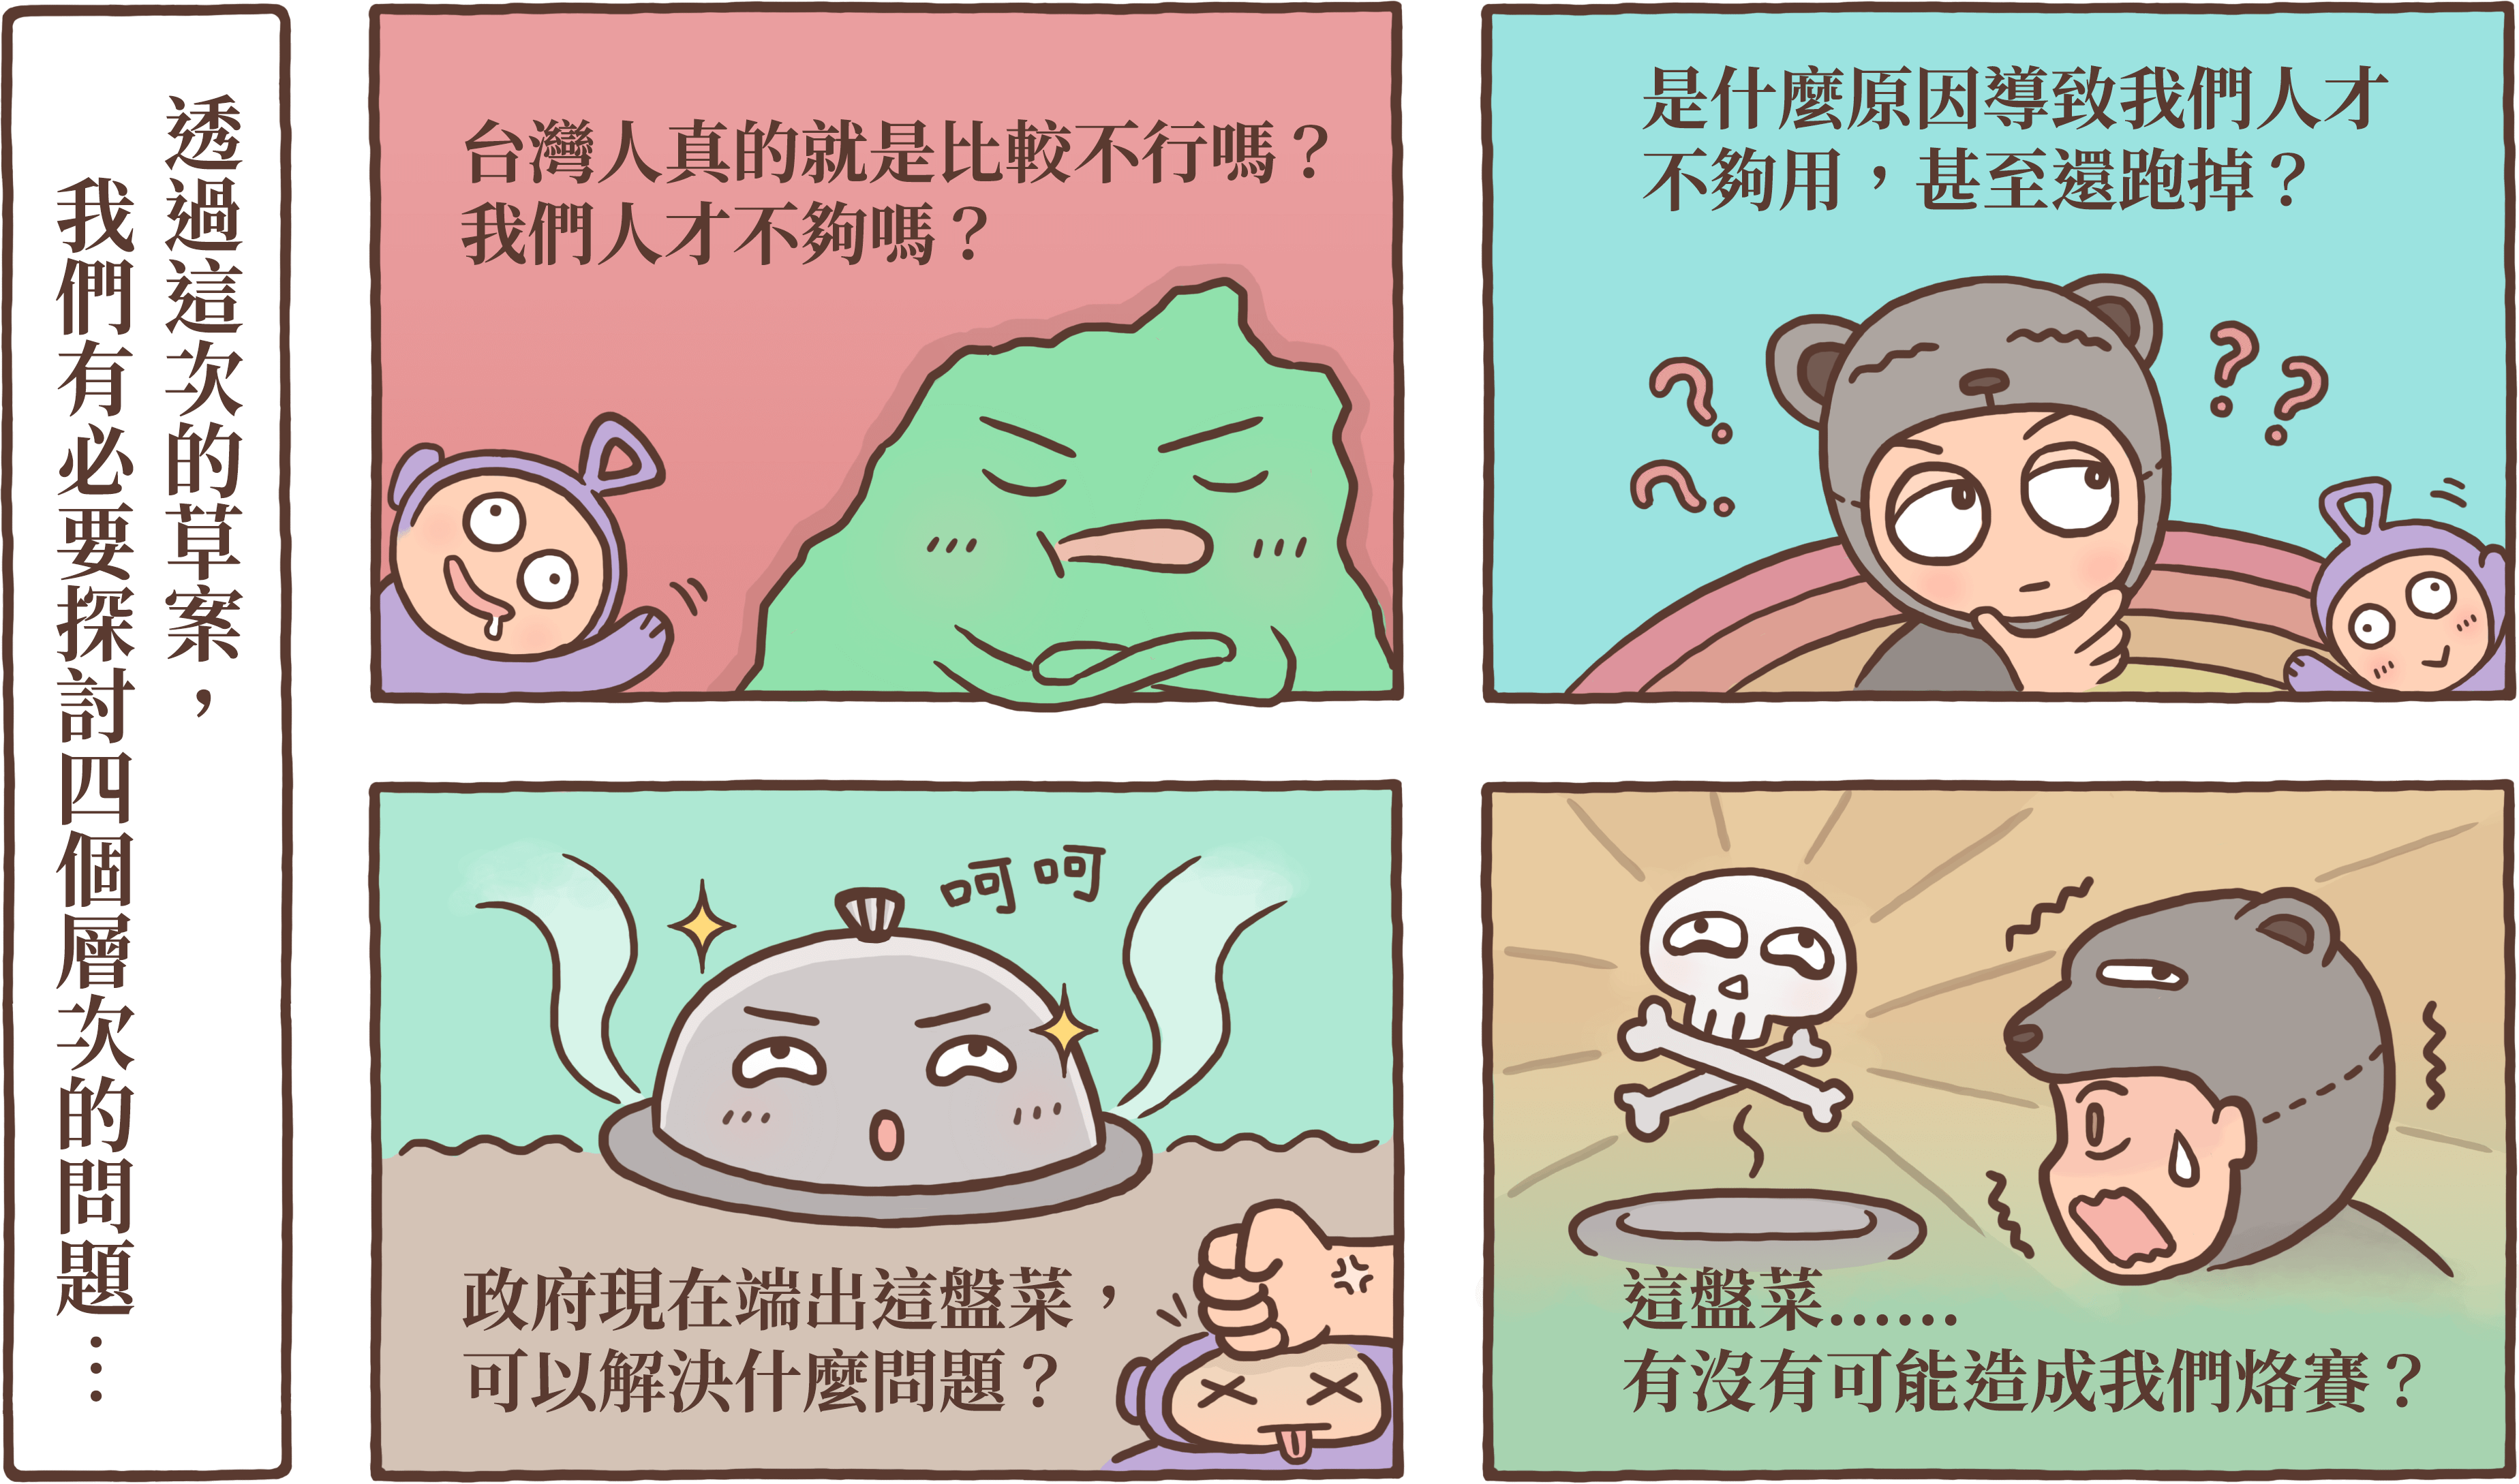 透過這次的草案，
我們有必要探討四個層次的問題…
台灣人真的就是比較不行嗎？
我們人才不夠嗎？
是什麼原因導致我們人才
不夠用，甚至還跑掉？
呵呵
政府現在端出這盤菜，
可以解決什麼問題？
這盤菜......
有沒有可能造成我們烙賽？